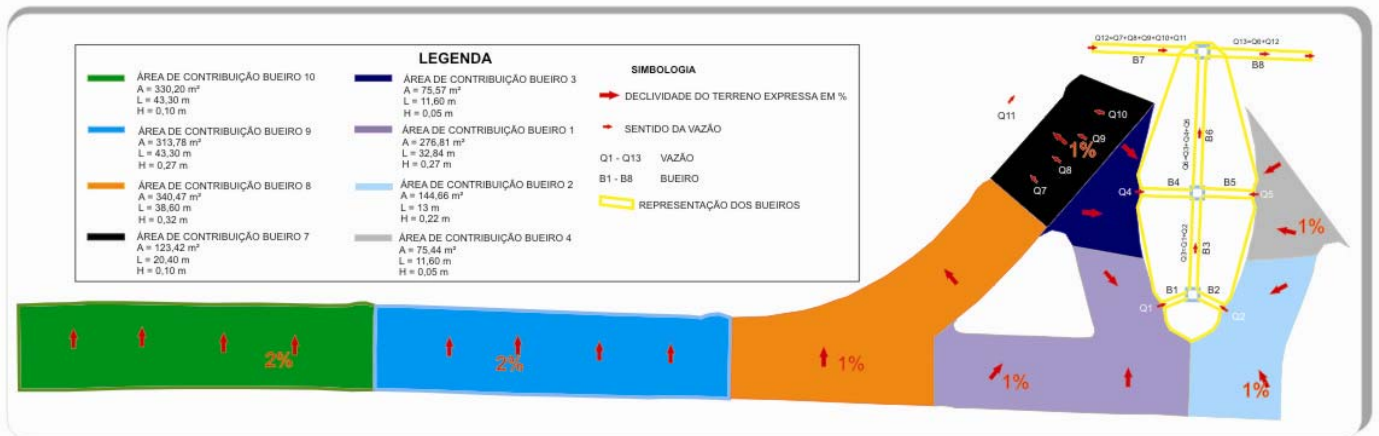 LEGENDA
ÁREA DE CONTRIBUIÇÃO BUEIRO 10
A = 330,20 m²
L = 43,30 m
H = 0,10 m
ÁREA DE CONTRIBUIÇÃO BUEIRO 9
A = 313,78 m²
L = 43,30 m
H = 0,27 m
ÁREA DE CONTRIBUIÇÃO BUEIRO 8
A = 340,47 m²
L = 38,60 m
H = 0,32 m
ÁREA DE CONTRIBUIÇÃO BUEIRO 7
A = 123,42 m²
L = 20,40 m
H = 0,10 m
ÁREA DE CONTRIBUIÇÃO BUEIRO 3
A = 75,57 m²
L = 11,60 m
H = 0,05 m
ÁREA DE CONTRIBUIÇÃO BUEIRO 1
A = 276,81 m²
L = 32,84 m
H = 0,27 m
ÁREA DE CONTRIBUIÇÃO BUEIRO 2
A = 144,66 m²
L = 13 m
H = 0,22 m
ÁREA DE CONTRIBUIÇÃO BUEIRO 4
A = 75,44 m²
L = 11,60 m
H = 0,05 m
SIMBOLOGIA
DECLIVIDADE DO TERRENO EXPRESSA EM %
SENTIDO DA VAZÃO
Q1 - Q13 VAZÃO
B1 - B8 BUEIRO
REPRESENTAÇÃO DOS BUEIROS
Q12=Q7+Q8+Q9+Q10+Q11
Q13=Q6+Q12
B7
B8
Q11
Q10
Q9
1%
Q8
Q7
B6
Q4
B4
B5
Q5
1%
Q3=Q1+Q2
B3
B1
B2
Q1
Q2
2%
2%
1%
1%
1%